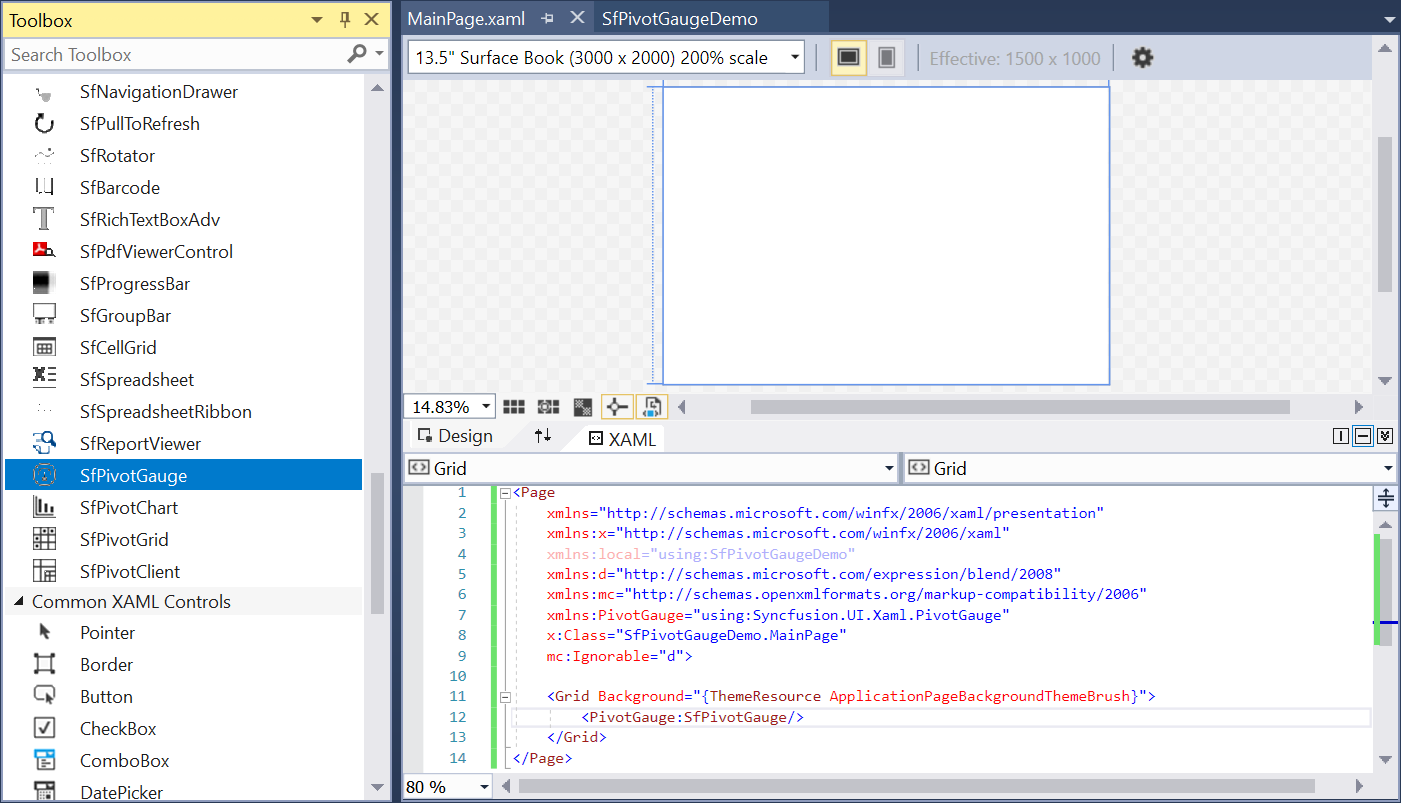 Toolbox
Search Toolbox
SfNavigationDrawer
SfPullToRefresh
SfRotator
SfBarcode
SfRichTextBoxAdv
SfPdfViewerControl
SfProgressBar
SfGroupBar
SfCellGrid
SfSpreadsheet
SfSpreadsheetRibbon
SfReportViewer
SfPivotGauge
SfPivotChart
SfPivotGrid
SfPivotClient
Common XAML Controls
Pointer
Border
Button
CheckBox
ComboBox
DatePicker
MainPage.xaml SfPivotGaugeDemo
13.5" Surface Book (3000 x 2000) 200% scale Effective: 1500 x 1000
14.83%
Design XAML
Grid Grid
1 <Page
2 xmlns="http://schemas.microsoft.com/winfx/2006/xaml/presentation"
3 xmlns:x="http://schemas.microsoft.com/winfx/2006/xaml"
4 xmlns:local="using:SfPivotGaugeDemo"
5 xmlns:d="http://schemas.microsoft.com/expression/blend/2008"
6 xmlns:mc="http://schemas.openxmlformats.org/markup-compatibility/2006"
7 xmlns:PivotGauge="using:Syncfusion.UI.Xaml.PivotGauge"
8 x:Class="SfPivotGaugeDemo.MainPage"
9 mc:Ignorable="d">
10
11 <Grid Background="{ThemeResource ApplicationPageBackgroundThemeBrush}">
12 <PivotGauge:SfPivotGauge/>
13 </Grid>
14 </Page>
80 %